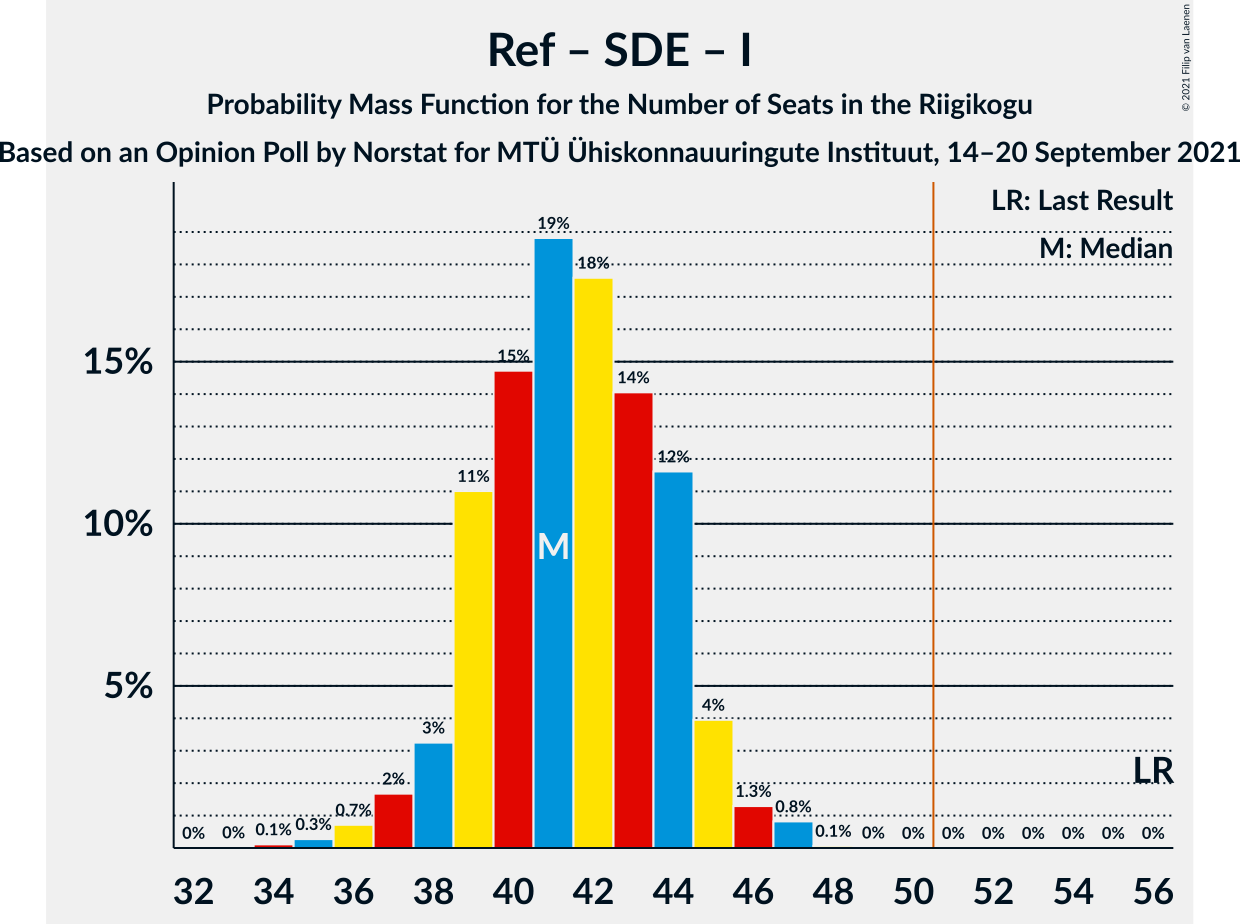 Ref – SDE – I
Probability Mass Function for the Number of Seats in the Riigikogu
Based on an Opinion Poll by Norstat for MTÜ Ühiskonnauuringute Instituut, 14–20 September 2021
© 2021 Filip van Laenen
LR: Last Result
M: Median
19%
18%
15%
15%
14%
12%
11%
10%
M
5%
4%
3%
2%
LR
1.3%
0.8%
0.7%
0% 0% 0.1% 0.3% 0.1% 0% 0% 0% 0% 0% 0% 0% 0%
32 34 36 38 40 42 44 46 48 50 52 54 56